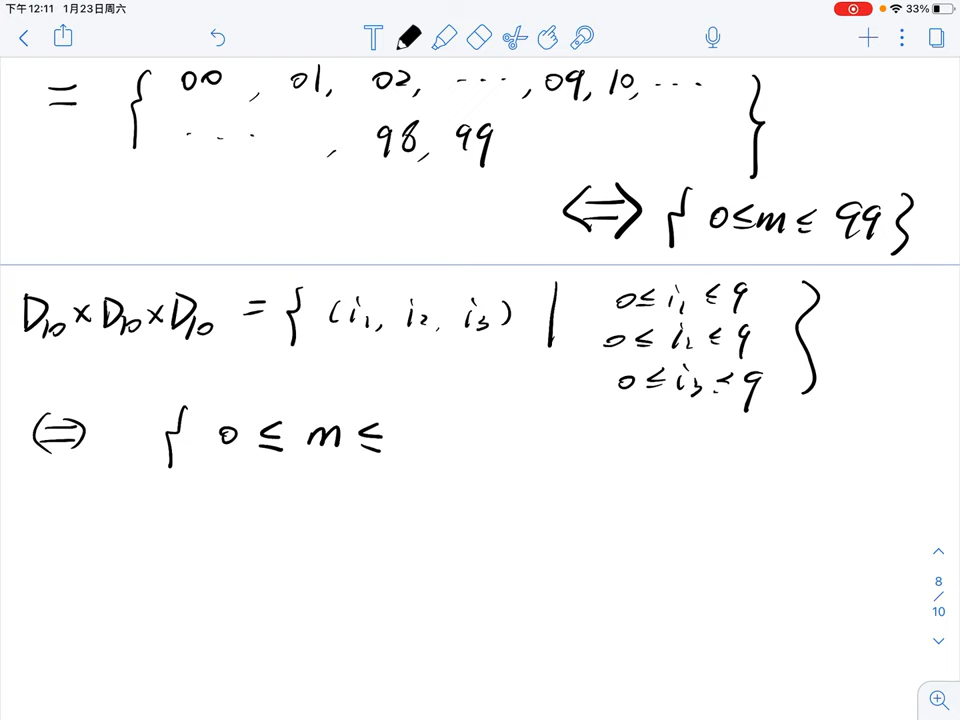 下午12:11 1月23日周六 33%
= { 00, 01, 02, ..., 09, 10, ...
... , 98, 99 }
⟺ { 0≤m≤99 }
D₁₀×D₁₀×D₁₀ = { (i₁, i₂, i₃) | 0≤i₁≤9
0≤i₂≤9
0≤i₃≤9 }
⟺ { 0≤m≤
8
/
10